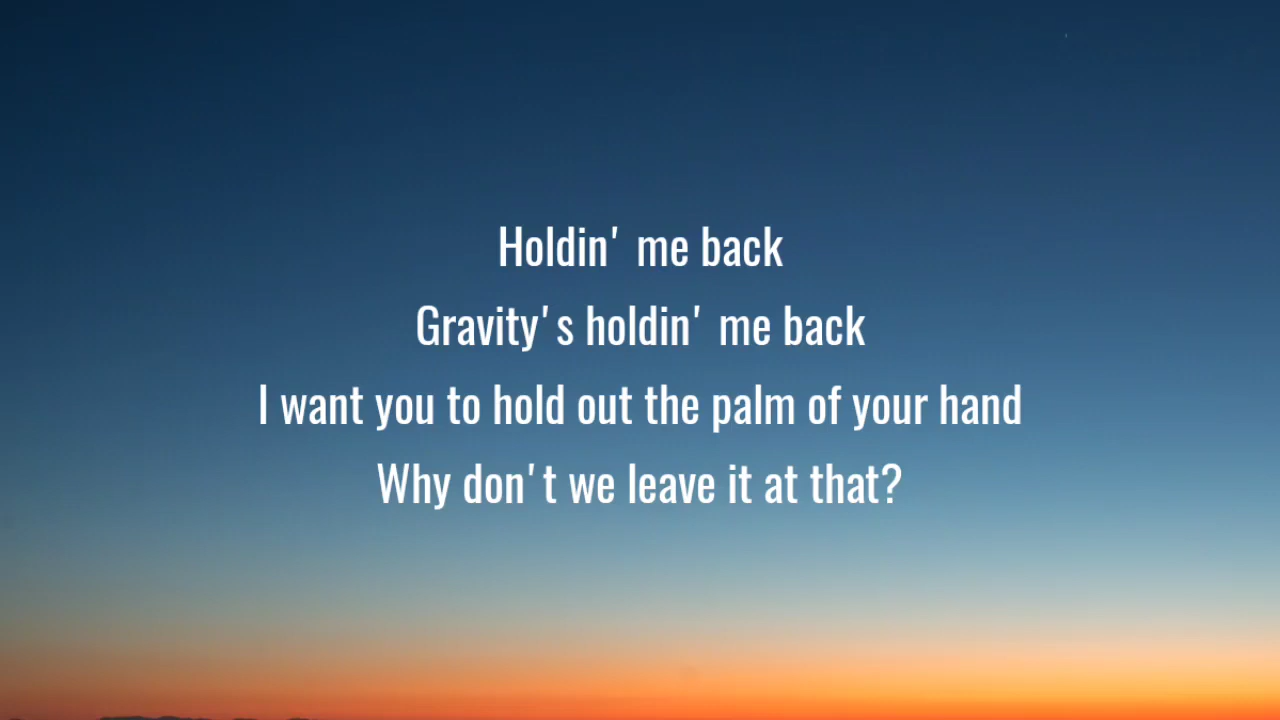 Holdin' me back
Gravity's holdin' me back
I want you to hold out the palm of your hand
Why don't we leave it at that?